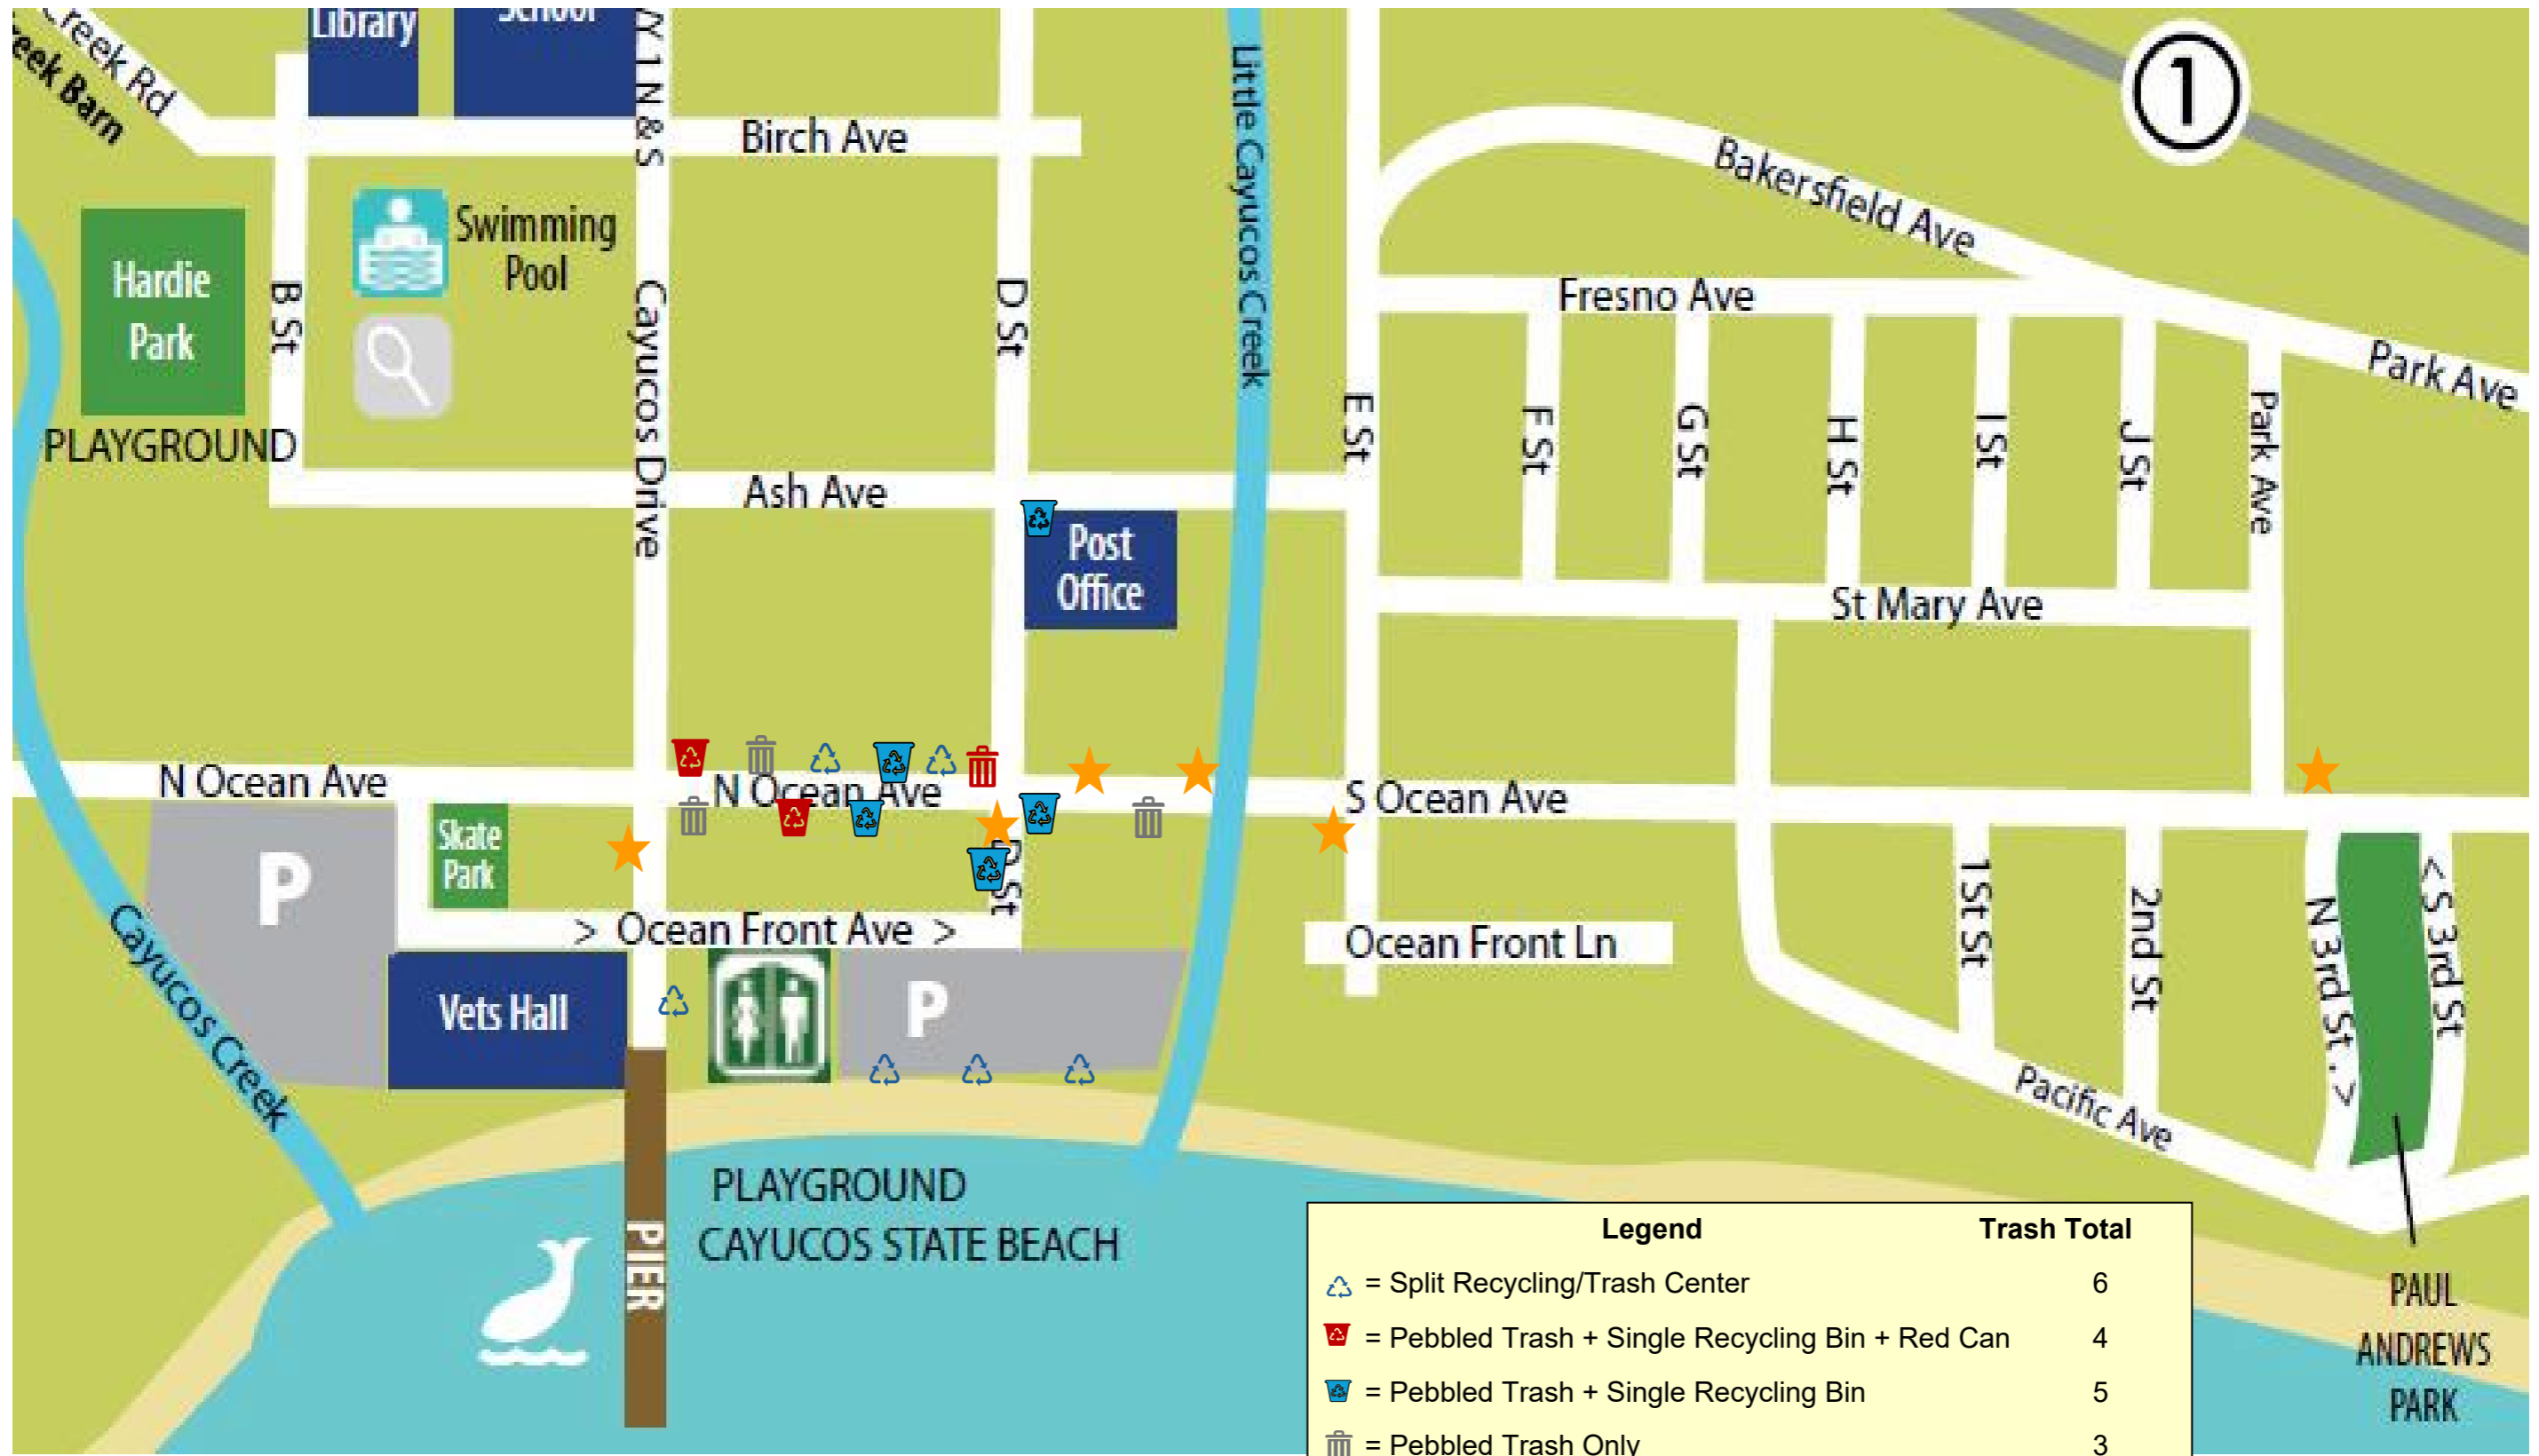 Creek Rd
Creek Barn
Library
School
Y 1 N & S
Birch Ave
Little Cayucos Creek
1
Bakersfield Ave
Hardie
Park
PLAYGROUND
B St
Swimming
Pool
Cayucos Drive
D St
Fresno Ave
Park Ave
E St
F St
G St
H St
I St
J St
Park Ave
Ash Ave
Post
Office
St Mary Ave
N Ocean Ave
N Ocean Ave
S Ocean Ave
P
Skate
Park
D St
> Ocean Front Ave >
Ocean Front Ln
1St St
2nd St
N 3rd St . >
< S 3rd St
Cayucos Creek
Vets Hall
P
Pacific Ave
PIER
PLAYGROUND
CAYUCOS STATE BEACH
PAUL
ANDREWS
PARK
Legend Trash Total
= Split Recycling/Trash Center 6
= Pebbled Trash + Single Recycling Bin + Red Can 4
= Pebbled Trash + Single Recycling Bin 5
= Pebbled Trash Only 3